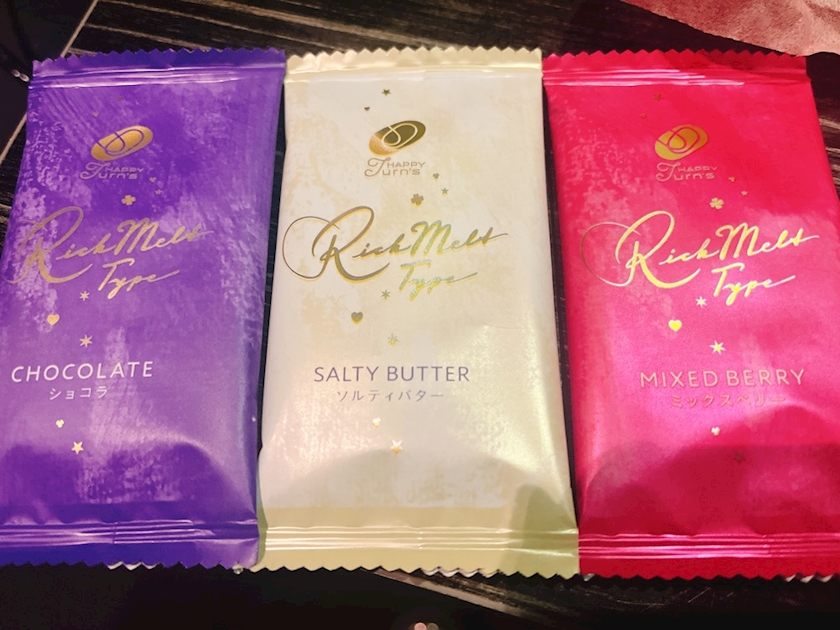 HAPPY
Turn's
Rich Melt
Type
CHOCOLATE
ショコラ
HAPPY
Turn's
Rich Melt
Type
SALTY BUTTER
ソルティバター
HAPPY
Turn's
Rich Melt
Type
MIXED BERRY
ミックスベリー